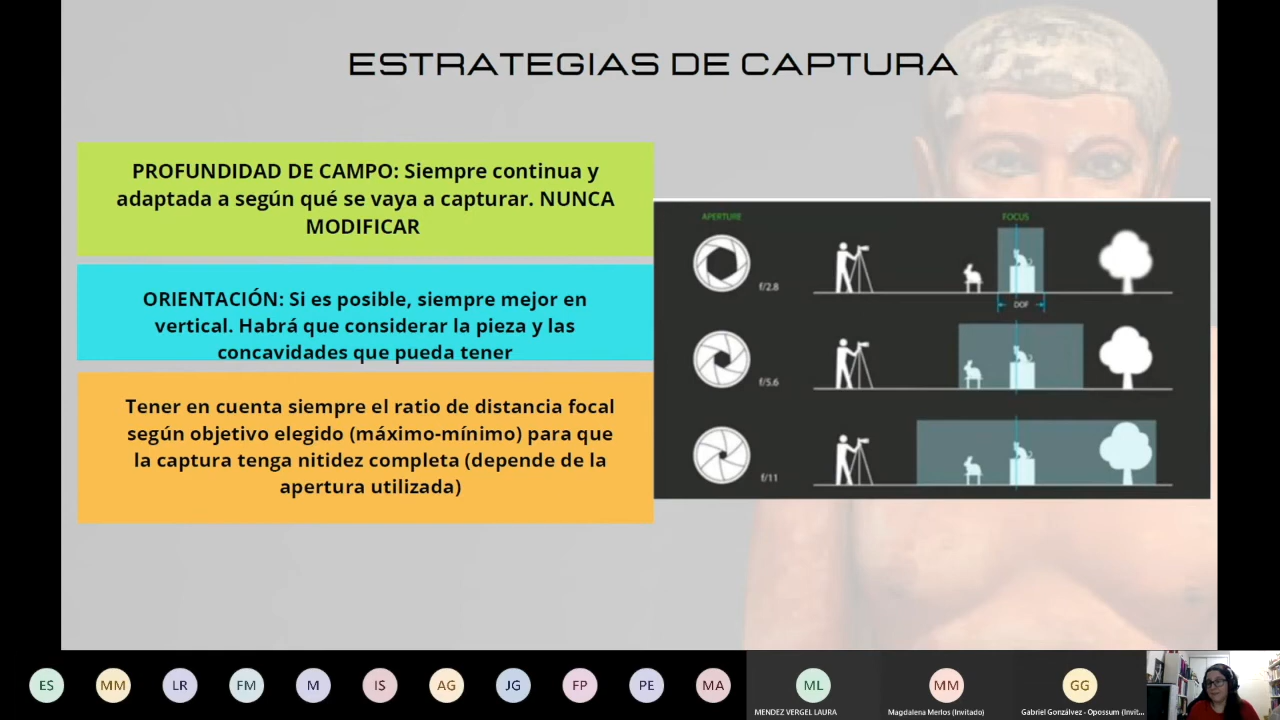 ESTRATEGIAS DE CAPTURA
PROFUNDIDAD DE CAMPO: Siempre continua y
adaptada a según qué se vaya a capturar. NUNCA
MODIFICAR
ORIENTACIÓN: Si es posible, siempre mejor en
vertical. Habrá que considerar la pieza y las
concavidades que pueda tener
Tener en cuenta siempre el ratio de distancia focal
según objetivo elegido (máximo-mínimo) para que
la captura tenga nitidez completa (depende de la
apertura utilizada)
APERTURE
FOCUS
f/2.8
DOF
f/5.6
f/11
ES MM LR FM M IS AG JG FP PE MA ML MM GG
MENDEZ VERGEL LAURA
Magdalena Merlos (Invitado)
Gabriel Gonzálvez - Opossum (Invit...